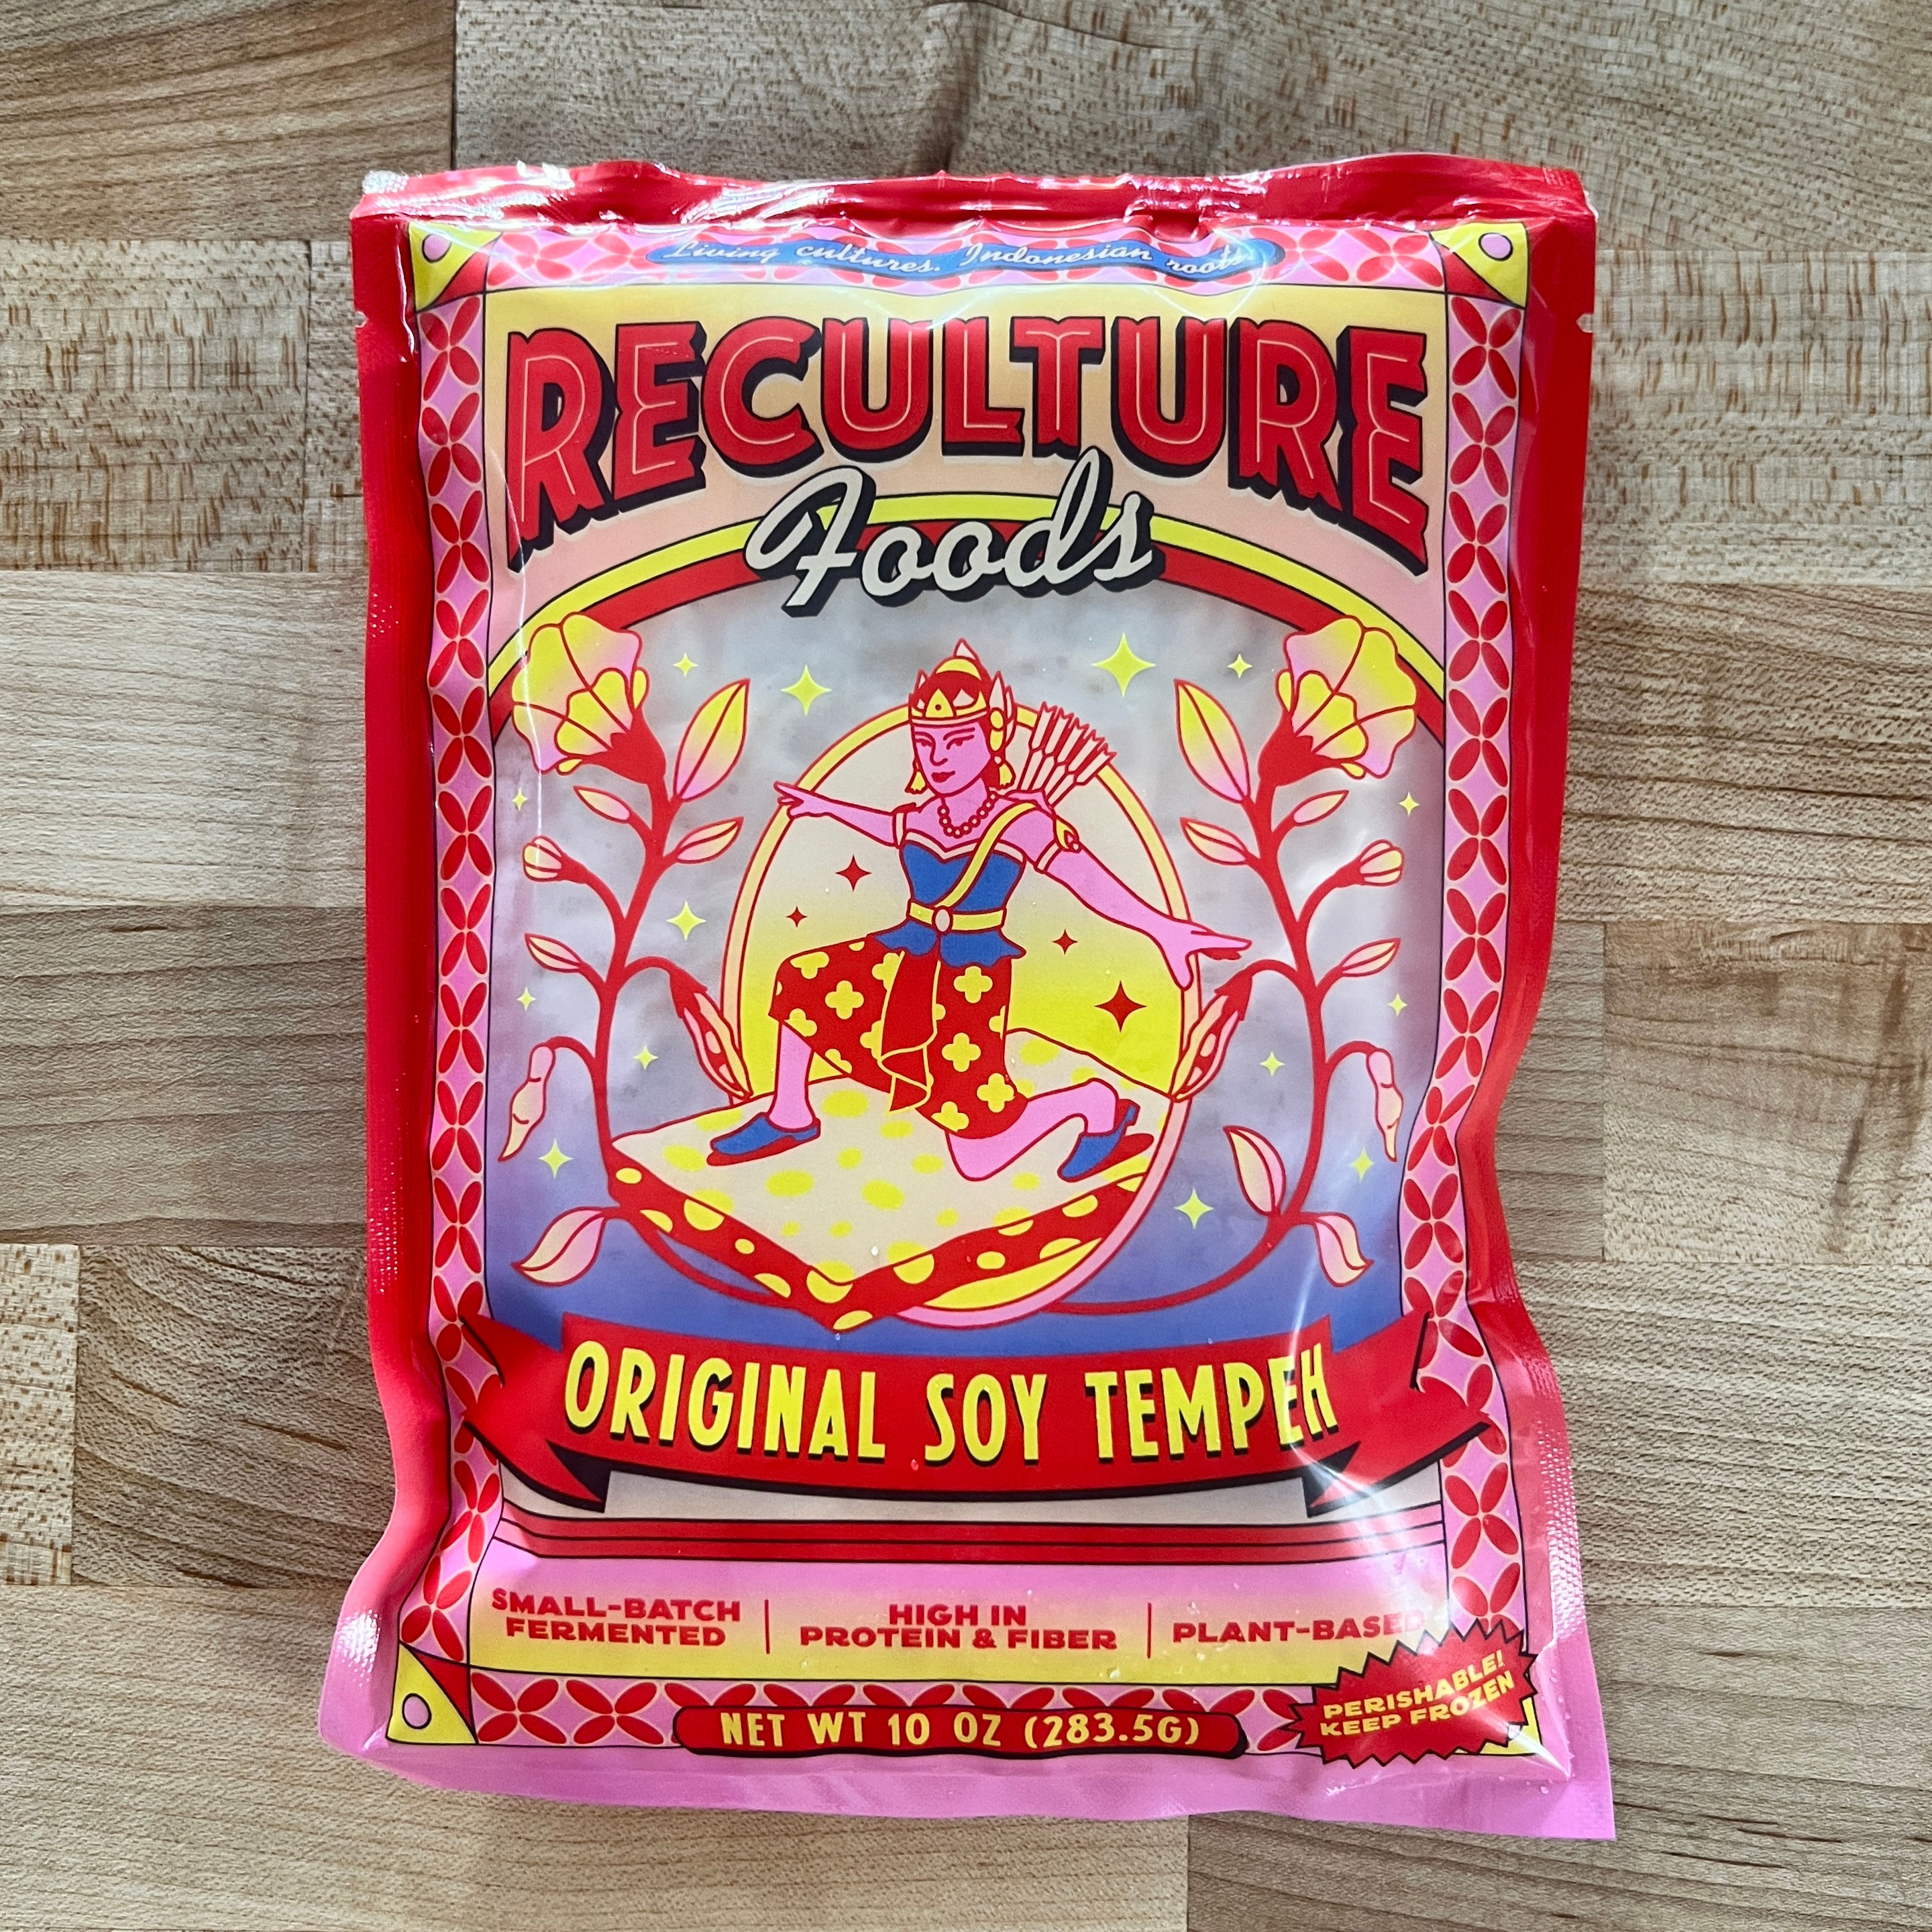 Living cultures. Indonesian roots
RECULTURE
Foods
ORIGINAL SOY TEMPEH
SMALL-BATCH
FERMENTED
HIGH IN
PROTEIN & FIBER
PLANT-BASED
PERISHABLE!
KEEP FROZEN
NET WT 10 OZ (283.5G)